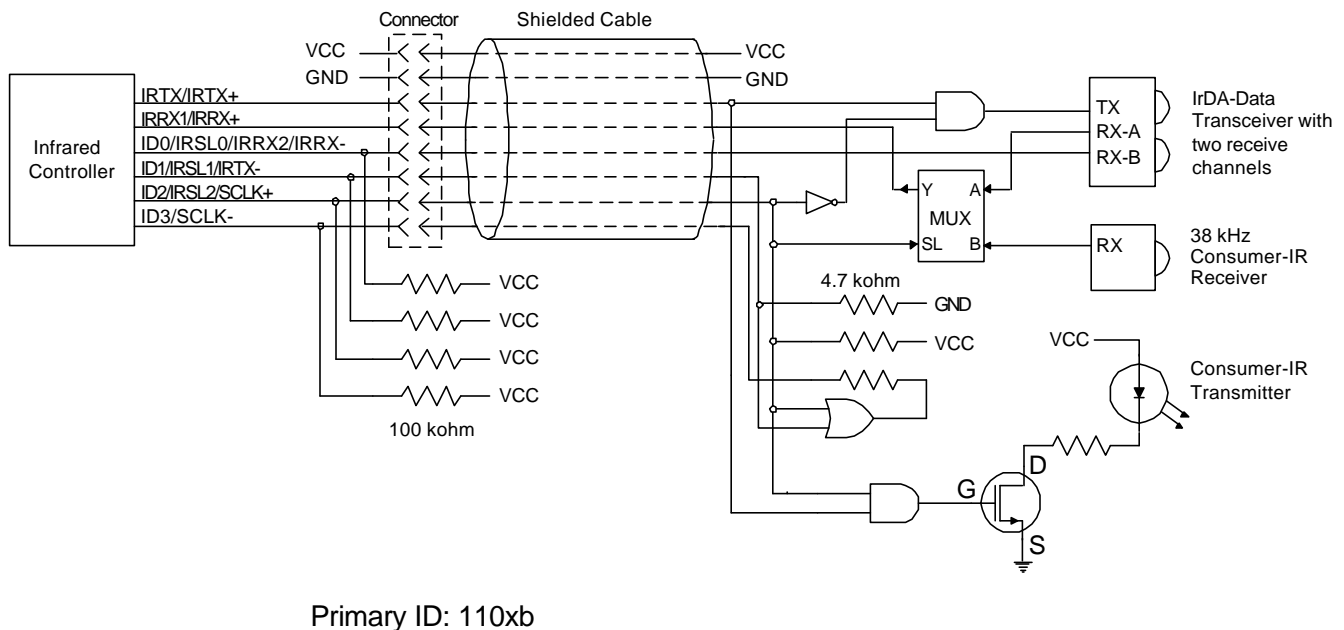 Connector
Shielded Cable
VCC
VCC
GND
GND
IRTX/IRTX+
IRRX1/IRRX+
ID0/IRSL0/IRRX2/IRRX-
ID1/IRSL1/IRTX-
ID2/IRSL2/SCLK+
ID3/SCLK-
Infrared
Controller
TX
RX-A
RX-B
IrDA-Data
Transceiver with
two receive
channels
Y
A
MUX
SL
B
RX
38 kHz
Consumer-IR
Receiver
VCC
VCC
VCC
VCC
100 kohm
4.7 kohm
GND
VCC
VCC
Consumer-IR
Transmitter
D
G
S
Primary ID: 110xb